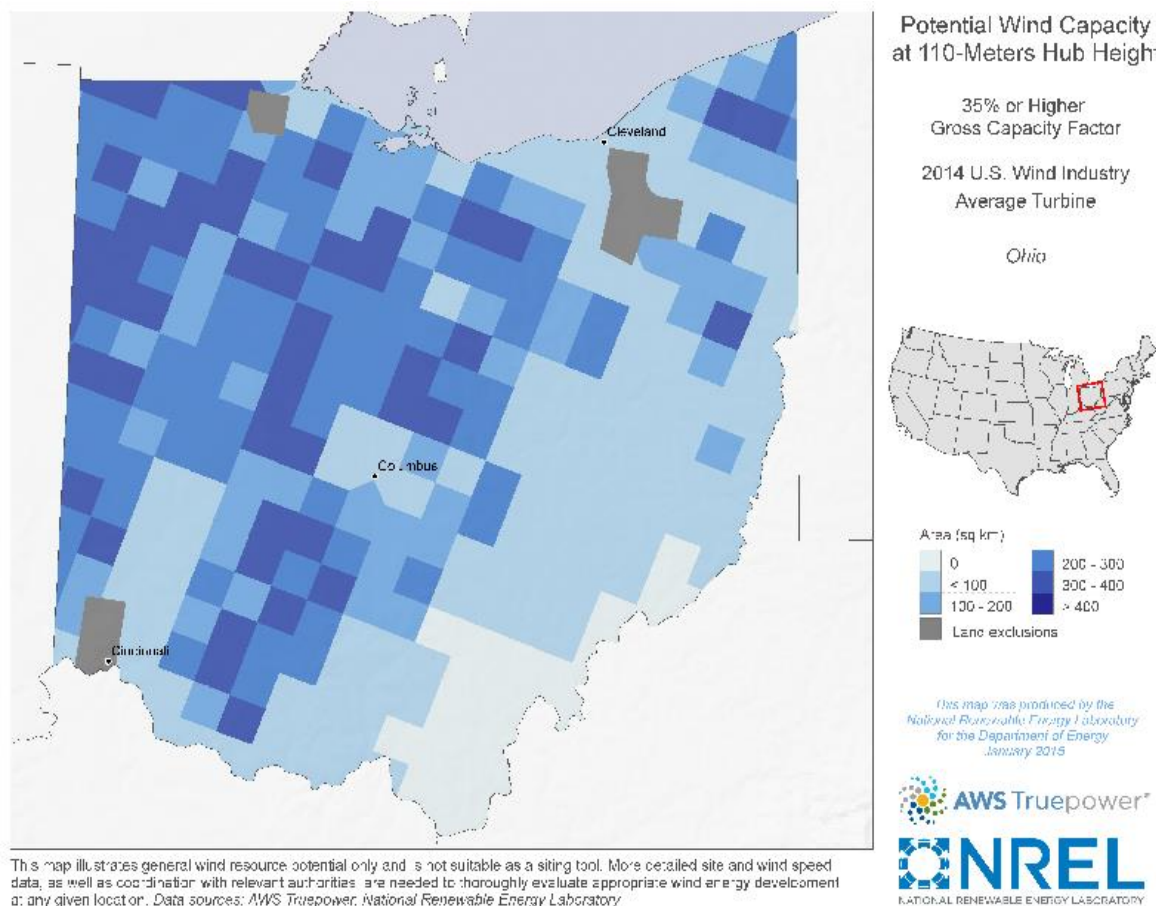 Potential Wind Capacity
at 110-Meters Hub Heigh
35% or Higher
Gross Capacity Factor
2014 U.S. Wind Industry
Average Turbine
Ohio
Cleveland
Columbus
Cincinnati
Area (sq km)
0
< 100
100 - 200
200 - 300
300 - 400
> 400
Land exclusions
This map was produced by the
National Renewable Energy Laboratory
for the Department of Energy
January 2015
AWS Truepower
NREL
NATIONAL RENEWABLE ENERGY LABORATORY
This map illustrates general wind resource potential only and is not suitable as a siting tool. More detailed site and wind speed
data, as well as coordination with relevant authorities, are needed to thoroughly evaluate appropriate wind energy development
at any given location. Data sources: AWS Truepower, National Renewable Energy Laboratory